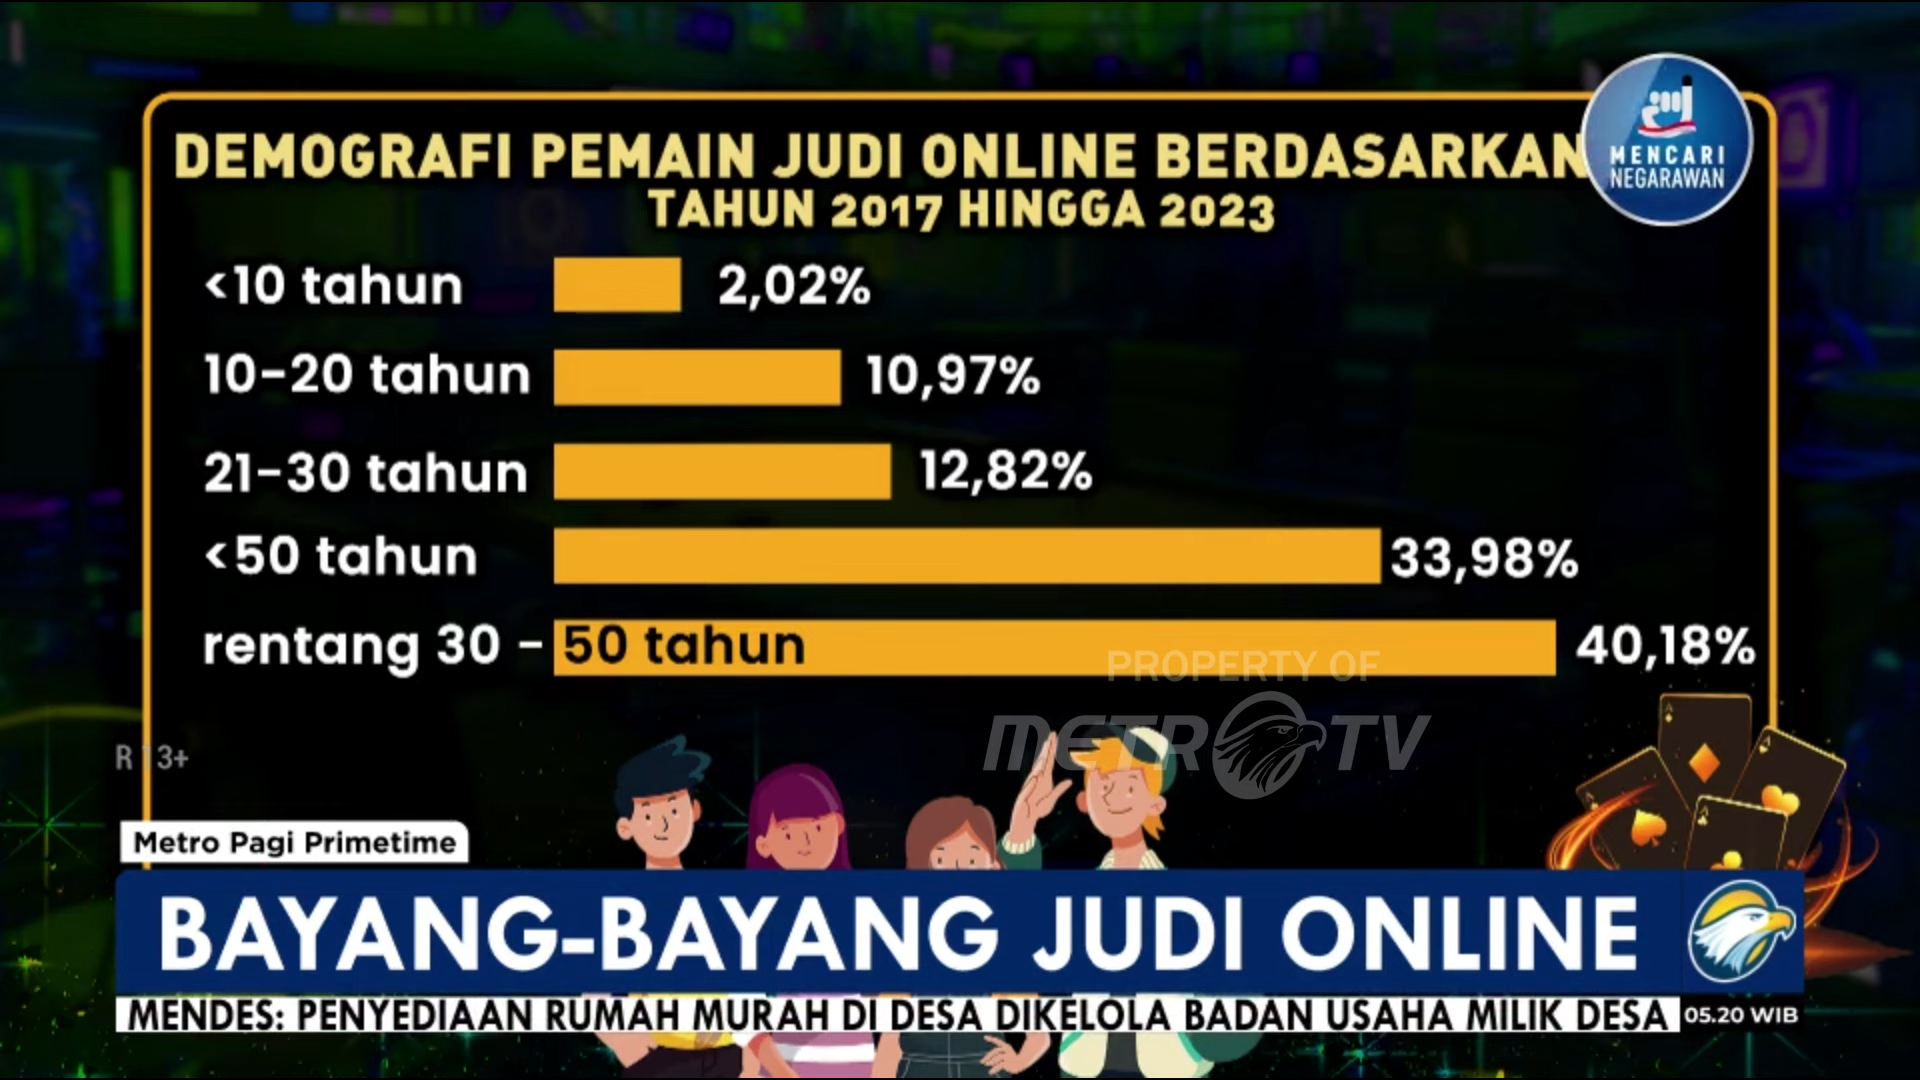 DEMOGRAFI PEMAIN JUDI ONLINE BERDASARKAN
TAHUN 2017 HINGGA 2023
MENCARI
NEGARAWAN
<10 tahun 2,02%
10-20 tahun 10,97%
21-30 tahun 12,82%
<50 tahun 33,98%
rentang 30 - 50 tahun 40,18%
PROPERTY OF
METRO TV
R 13+
Metro Pagi Primetime
BAYANG-BAYANG JUDI ONLINE
MENDES: PENYEDIAAN RUMAH MURAH DI DESA DIKELOLA BADAN USAHA MILIK DESA
05.20 WIB